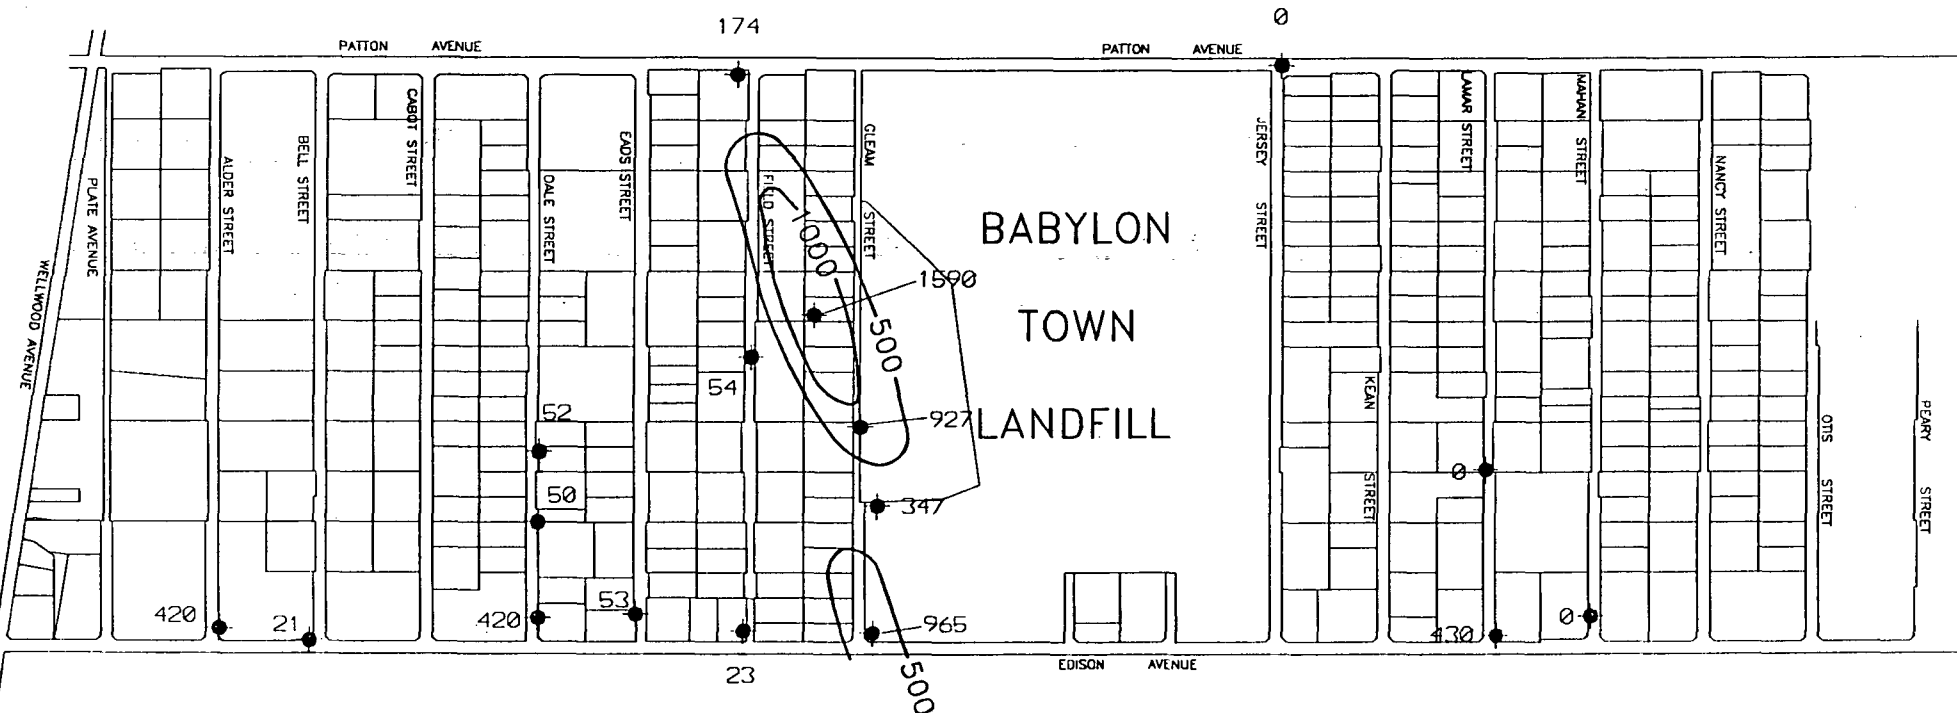 174
0
PATTON AVENUE
PATTON AVENUE
CABOT STREET
LAMAR STREET
MAHAN STREET
GLEAM STREET
JERSEY STREET
EADS STREET
BELL STREET
ALDER STREET
NANCY STREET
PLATE AVENUE
DALE STREET
FIELD STREET
BABYLON
TOWN
LANDFILL
1000
1590
500
WELLWOOD AVENUE
54
52
927
KEAN STREET
OTIS STREET
PEARY STREET
0
50
347
420
21
420
53
965
430
0
23
500
EDISON AVENUE